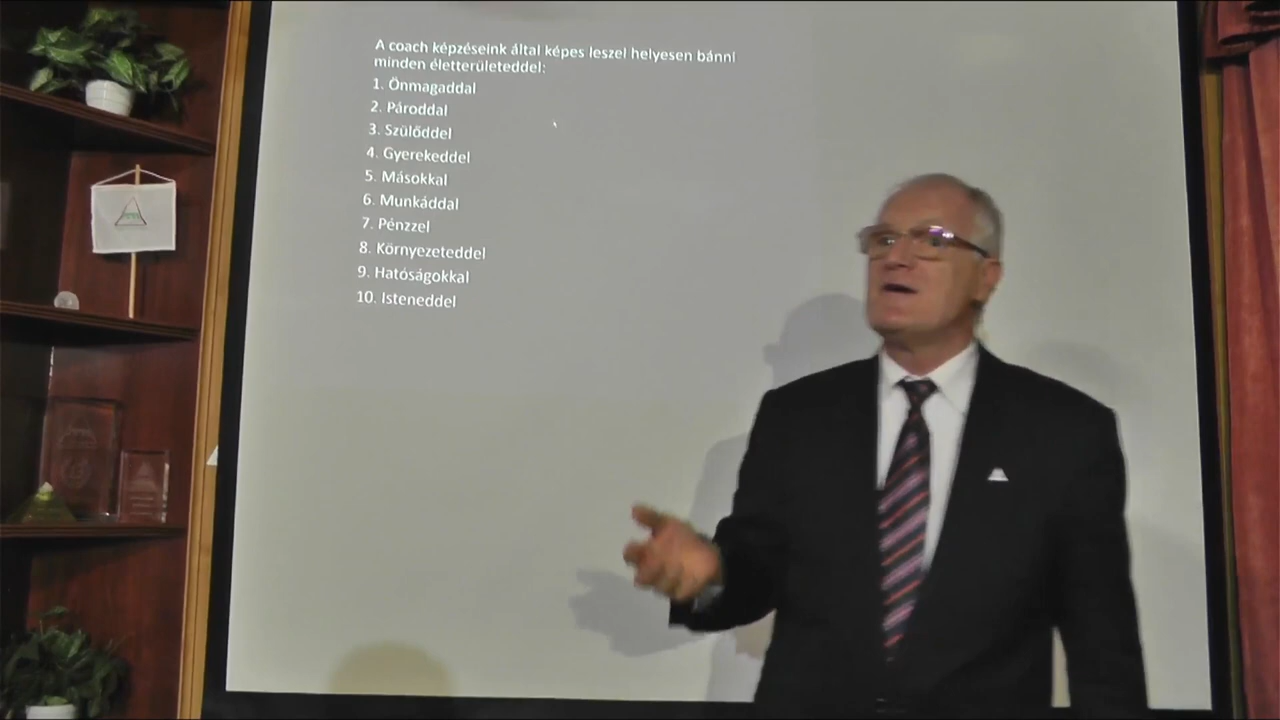 A coach képzéseink által képes leszel helyesen bánni
minden életterületeddel:
1. Önmagaddal
2. Pároddal
3. Szülőddel
4. Gyerekeddel
5. Másokkal
6. Munkáddal
7. Pénzzel
8. Környezeteddel
9. Hatóságokkal
10. Isteneddel